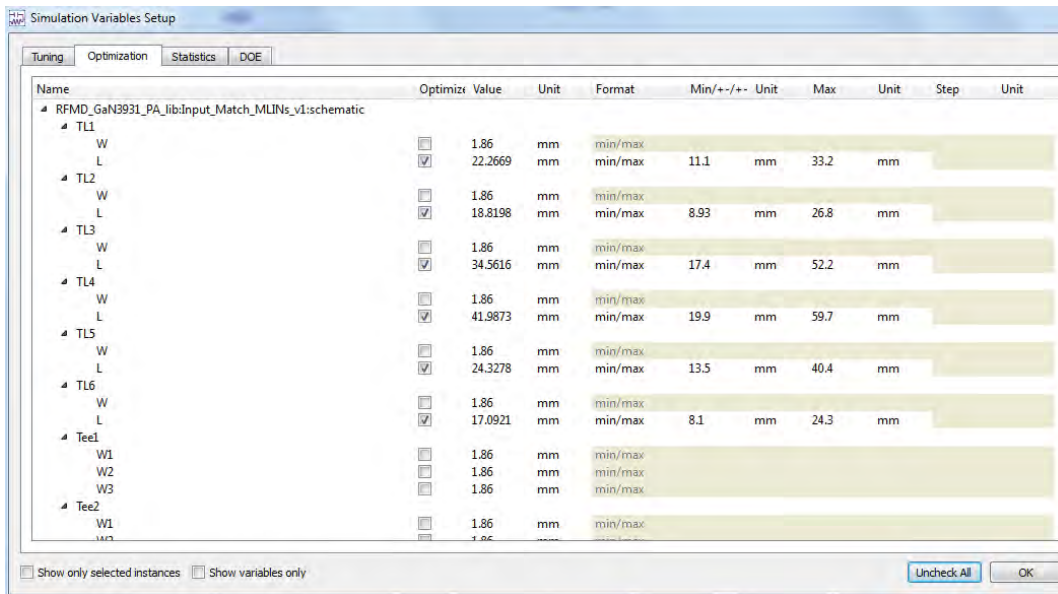 Simulation Variables Setup
Tuning Optimization Statistics DOE
Name Optimize Value Unit Format Min/+-/+- Unit Max Unit Step Unit
RFMD_GaN3931_PA_lib:Input_Match_MLINs_v1:schematic
TL1
W 1.86 mm min/max
L 22.2669 mm min/max 11.1 mm 33.2 mm
TL2
W 1.86 mm min/max
L 18.8198 mm min/max 8.93 mm 26.8 mm
TL3
W 1.86 mm min/max
L 34.5616 mm min/max 17.4 mm 52.2 mm
TL4
W 1.86 mm min/max
L 41.9873 mm min/max 19.9 mm 59.7 mm
TL5
W 1.86 mm min/max
L 24.3278 mm min/max 13.5 mm 40.4 mm
TL6
W 1.86 mm min/max
L 17.0921 mm min/max 8.1 mm 24.3 mm
Tee1
W1 1.86 mm min/max
W2 1.86 mm min/max
W3 1.86 mm min/max
Tee2
W1 1.86 mm min/max
Show only selected instances Show variables only Uncheck All OK